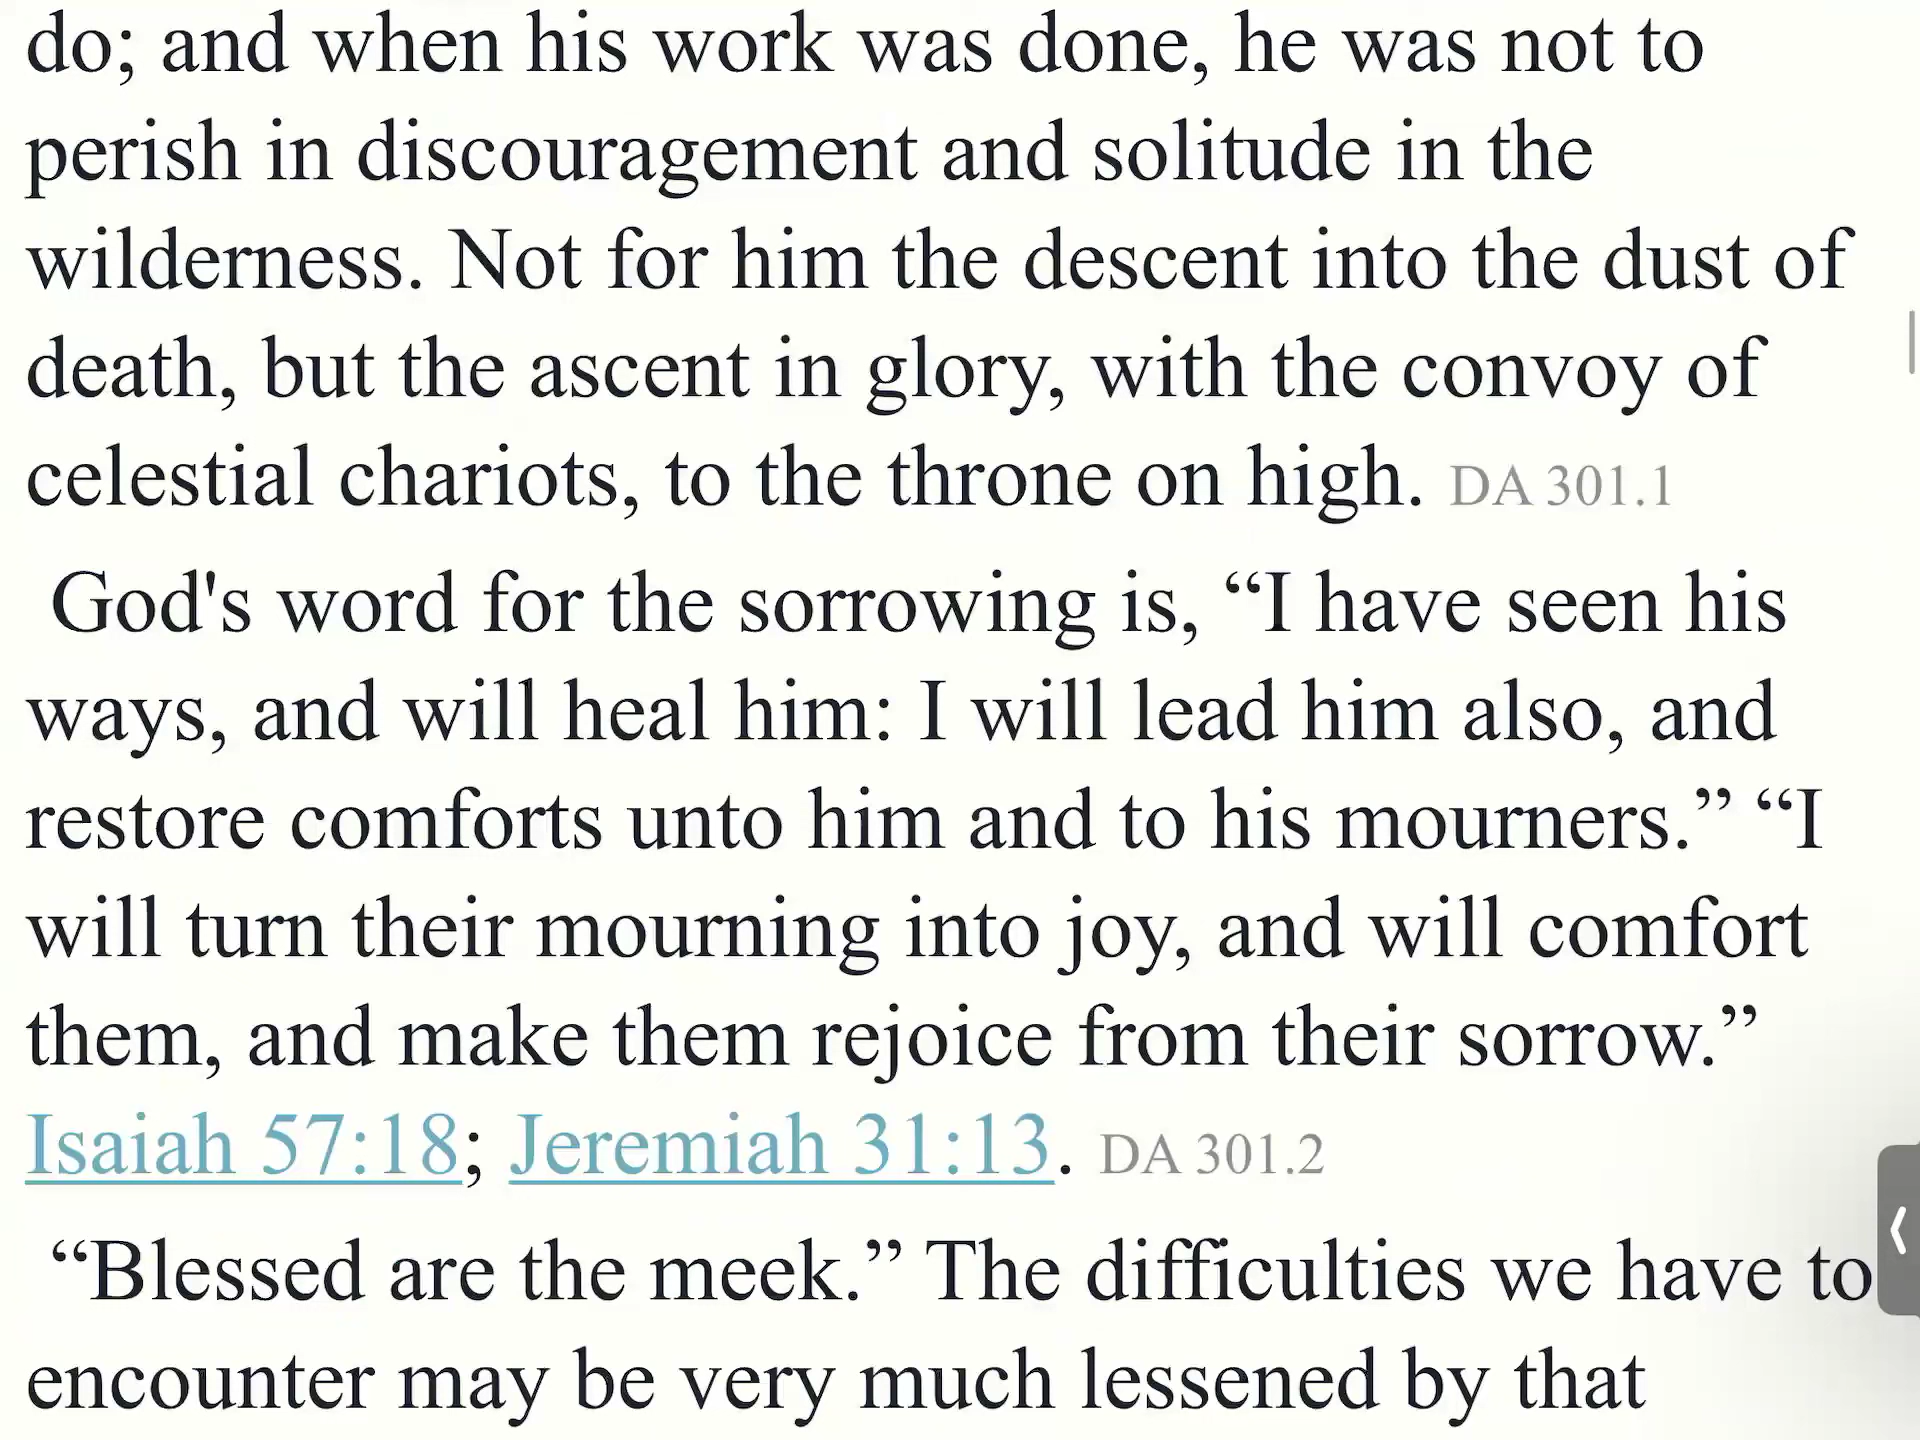 do; and when his work was done, he was not to
perish in discouragement and solitude in the
wilderness. Not for him the descent into the dust of
death, but the ascent in glory, with the convoy of
celestial chariots, to the throne on high. DA 301.1
God's word for the sorrowing is, “I have seen his
ways, and will heal him: I will lead him also, and
restore comforts unto him and to his mourners.” “I
will turn their mourning into joy, and will comfort
them, and make them rejoice from their sorrow.”
Isaiah 57:18; Jeremiah 31:13. DA 301.2
“Blessed are the meek.” The difficulties we have to
encounter may be very much lessened by that